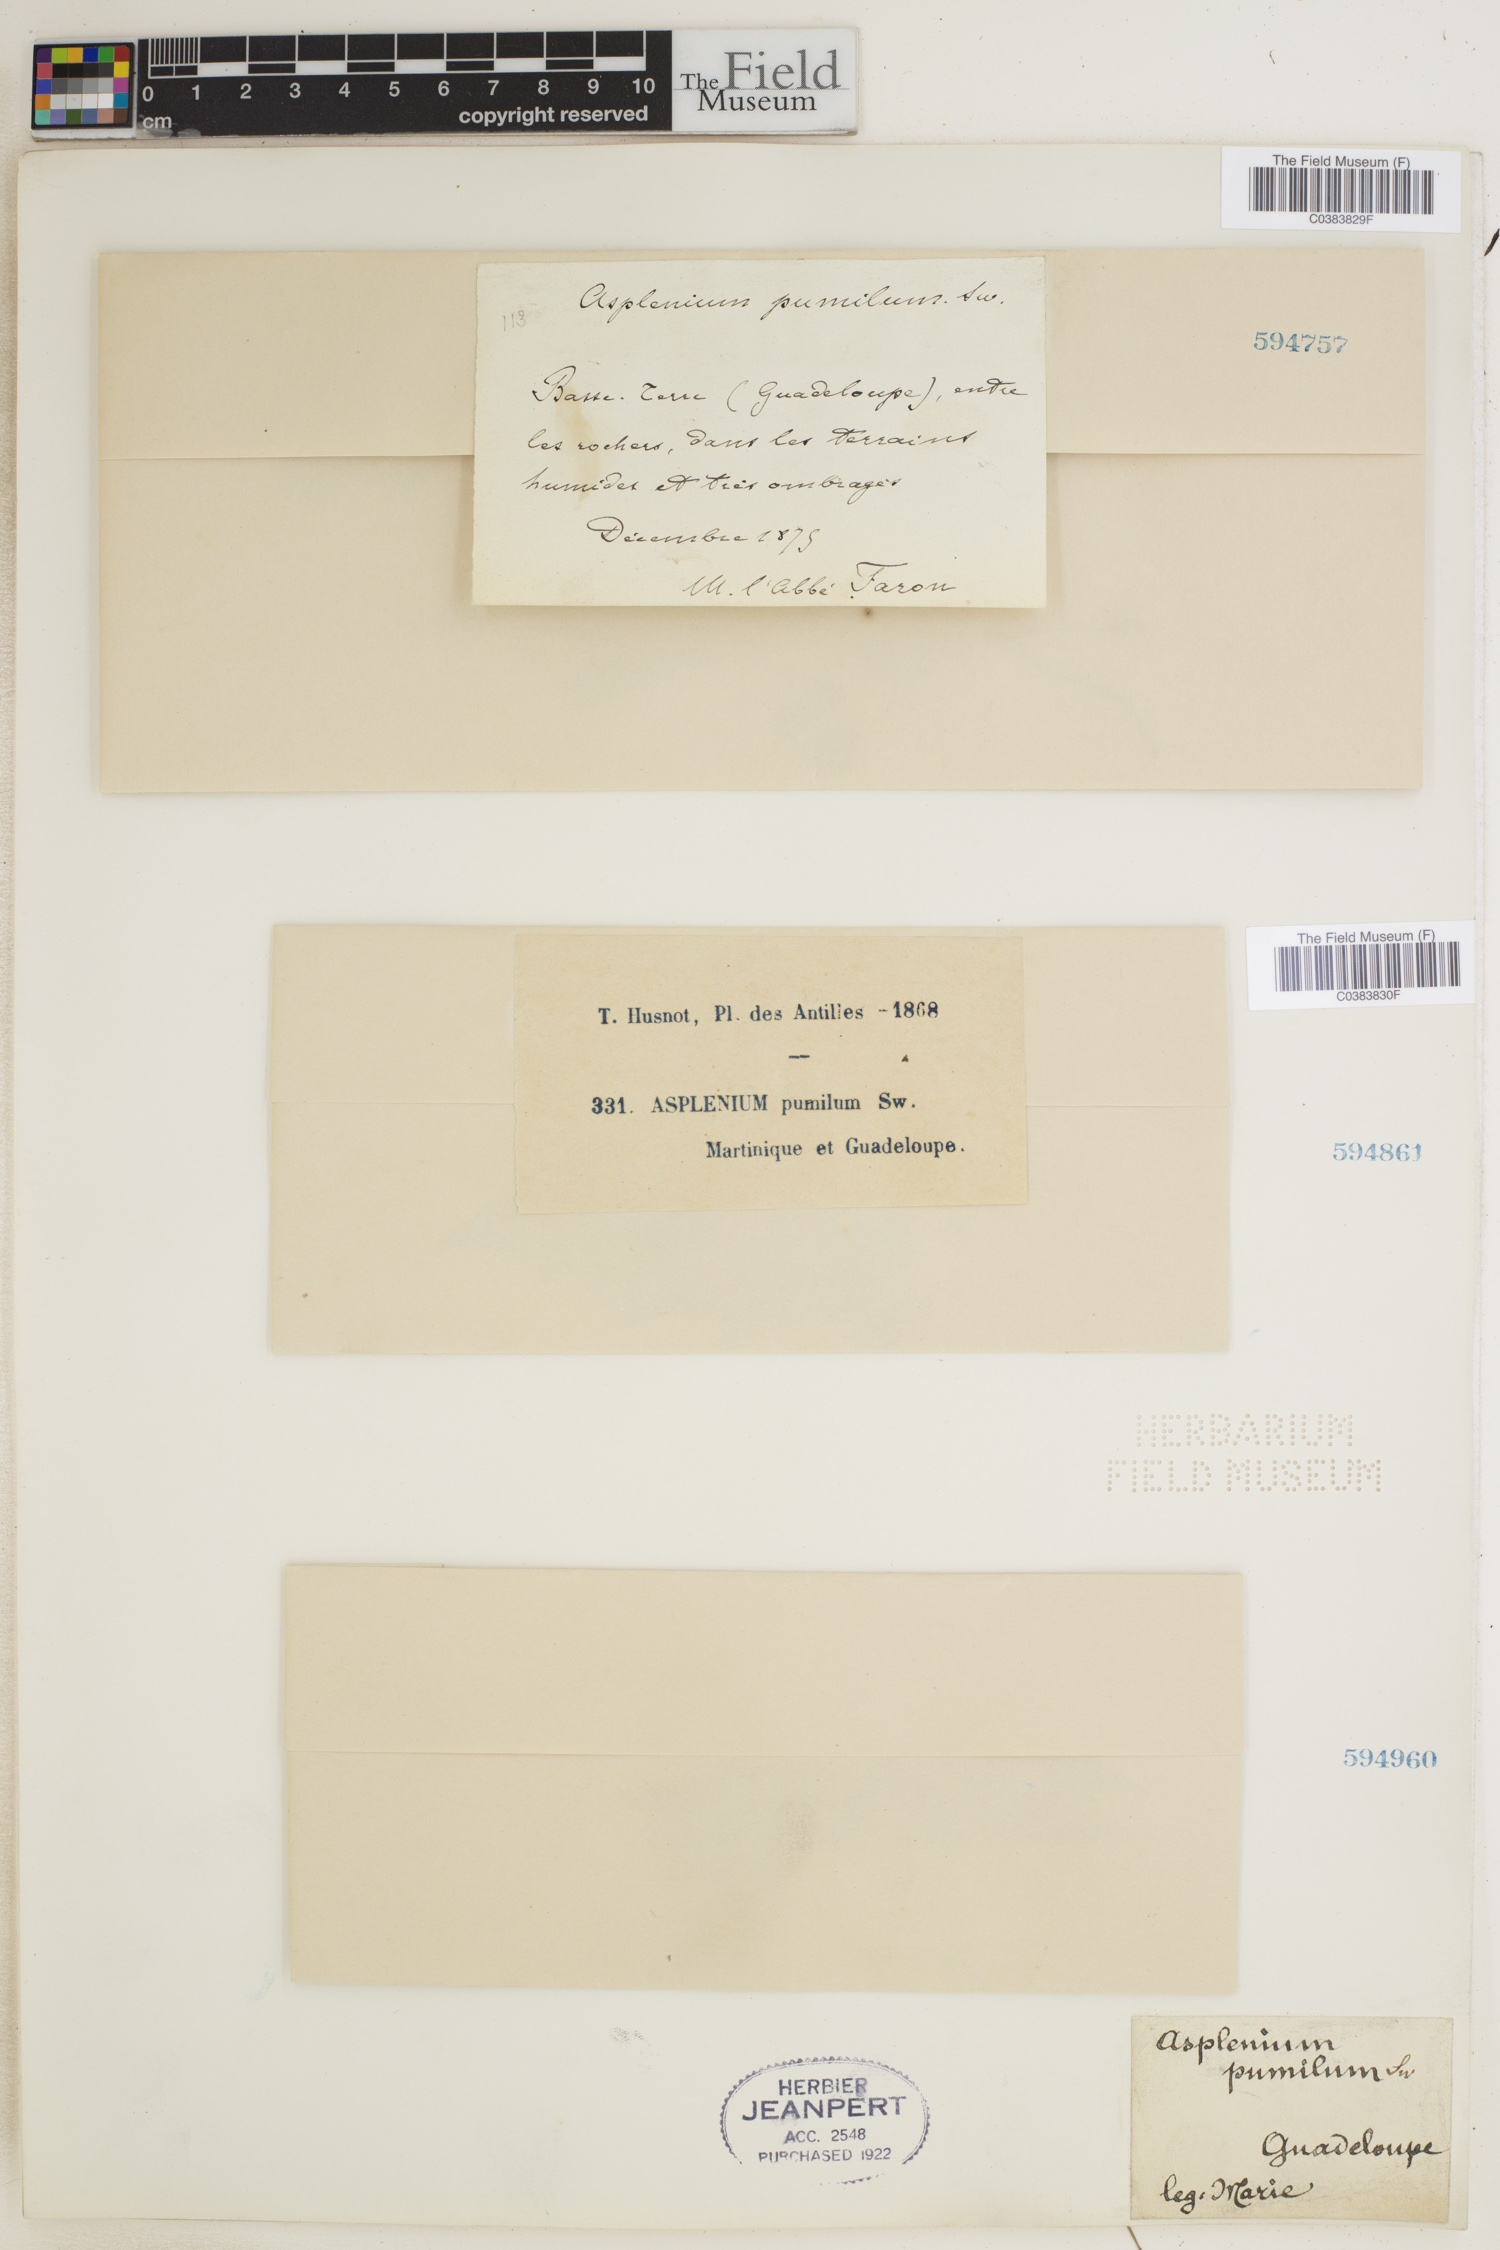 0 1 2 3 4 5 6 7 8 9 10
cm
copyright reserved
The Field
Museum
The Field Museum (F)
C0383829F
Asplenium pumilum. Sw.
113
594757
Basse-Terre (Guadeloupe), entre
les rochers, dans les terrains
humides et très ombragés
Décembre 1875
M. l'abbé Faron
The Field Museum (F)
C0383830F
T. Husnot, Pl. des Antilles - 1868
331. ASPLENIUM pumilum Sw.
Martinique et Guadeloupe.
594861
HERBARIUM
FIELD MUSEUM
594960
Asplenium
pumilum Sw
Guadeloupe
leg. Marie
HERBIER
JEANPERT
ACC. 2548
PURCHASED 1922